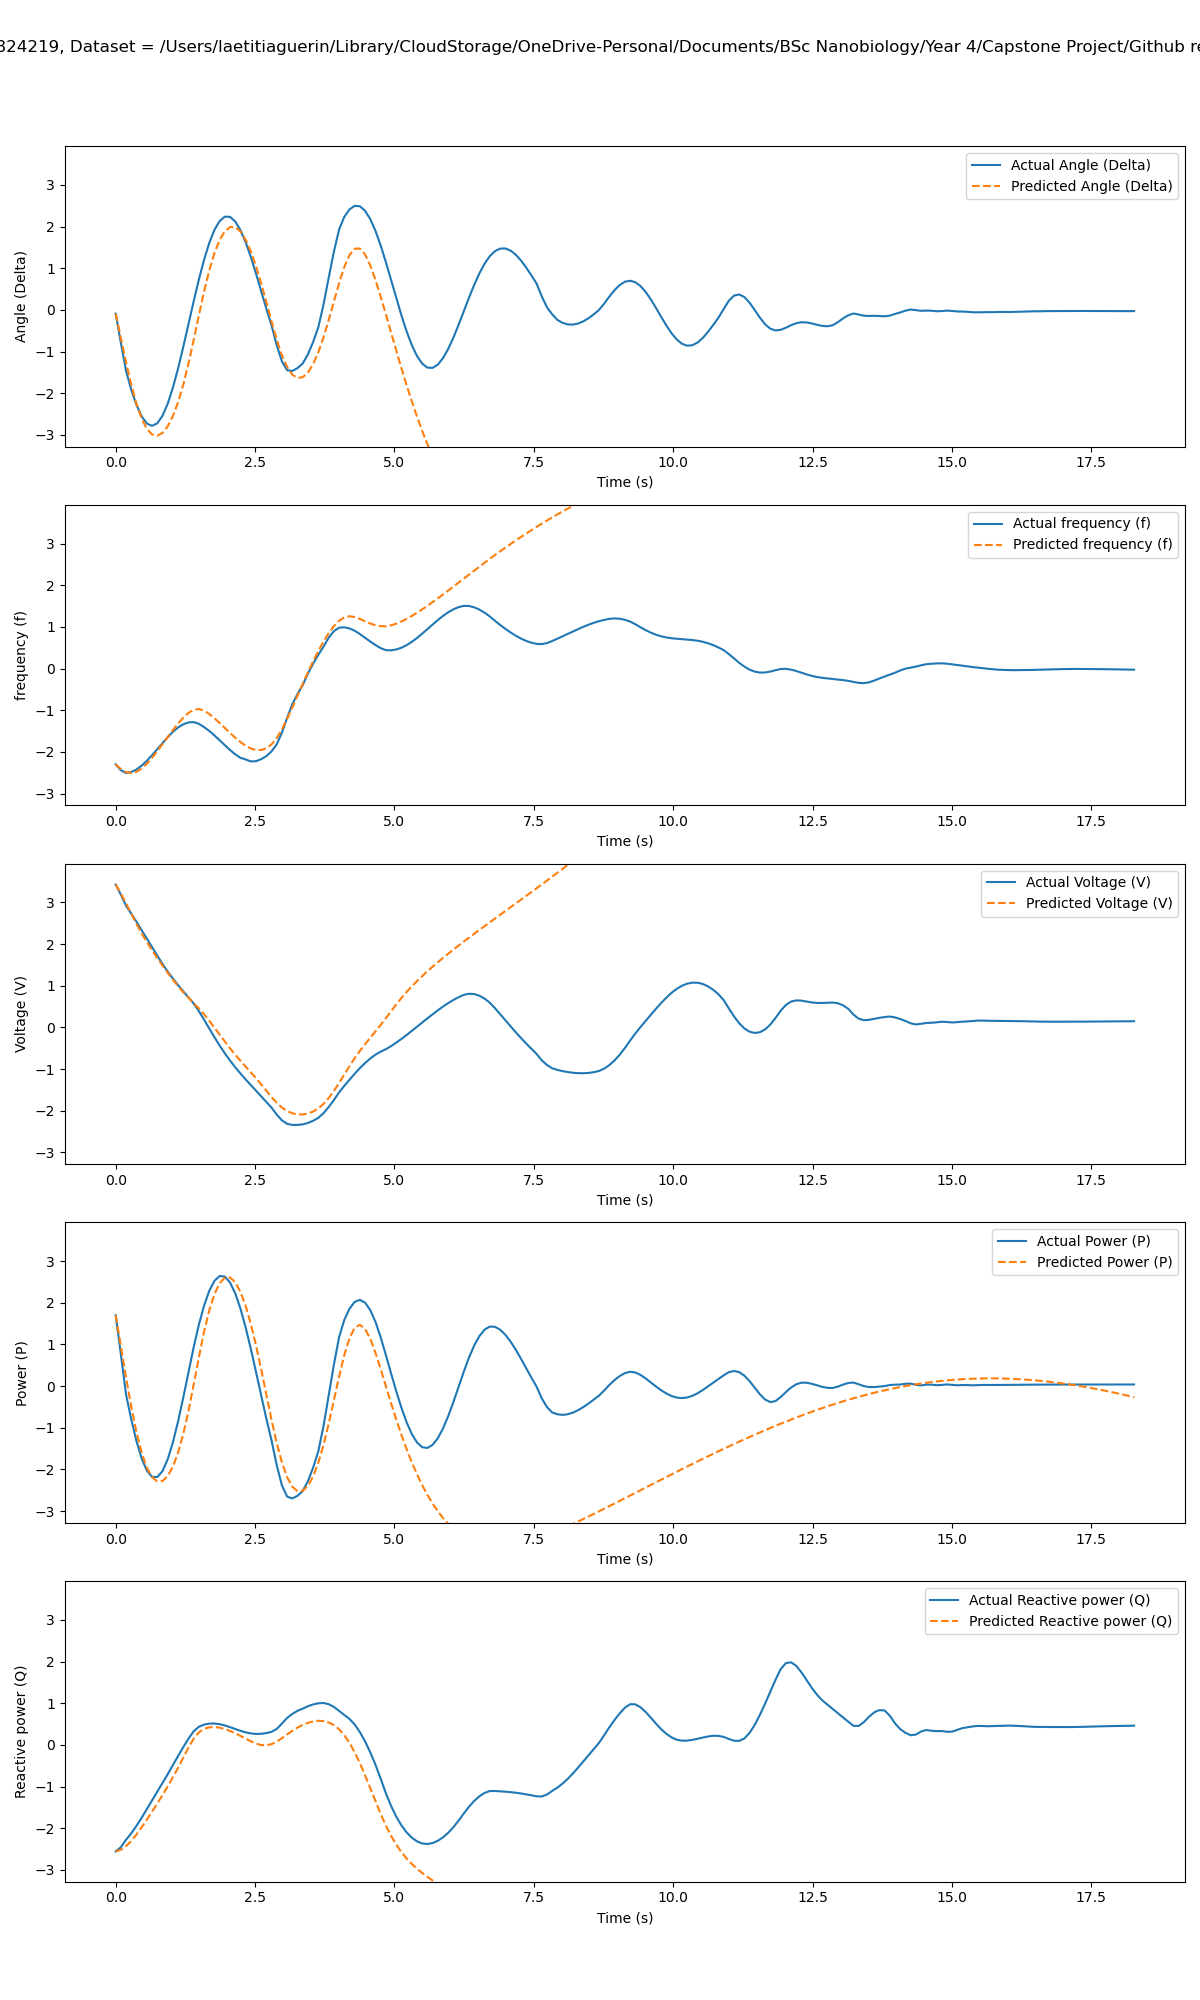 824219, Dataset = /Users/laetitiaguerin/Library/CloudStorage/OneDrive-Personal/Documents/BSc Nanobiology/Year 4/Capstone Project/Github re
Actual Angle (Delta)
Predicted Angle (Delta)
Angle (Delta)
3
2
1
0
−1
−2
−3
0.0 2.5 5.0 7.5 10.0 12.5 15.0 17.5
Time (s)
Actual frequency (f)
Predicted frequency (f)
frequency (f)
3
2
1
0
−1
−2
−3
0.0 2.5 5.0 7.5 10.0 12.5 15.0 17.5
Time (s)
Actual Voltage (V)
Predicted Voltage (V)
Voltage (V)
3
2
1
0
−1
−2
−3
0.0 2.5 5.0 7.5 10.0 12.5 15.0 17.5
Time (s)
Actual Power (P)
Predicted Power (P)
Power (P)
3
2
1
0
−1
−2
−3
0.0 2.5 5.0 7.5 10.0 12.5 15.0 17.5
Time (s)
Actual Reactive power (Q)
Predicted Reactive power (Q)
Reactive power (Q)
3
2
1
0
−1
−2
−3
0.0 2.5 5.0 7.5 10.0 12.5 15.0 17.5
Time (s)